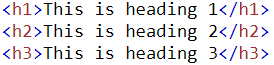 <h1>This is heading 1</h1>
<h2>This is heading 2</h2>
<h3>This is heading 3</h3>